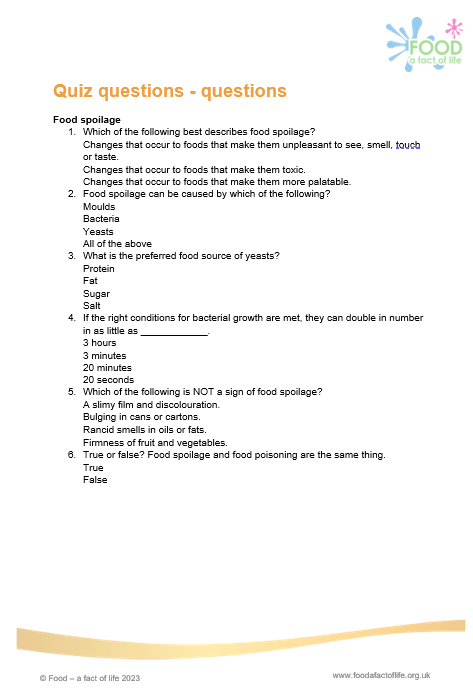 FOOD
a fact of life
Quiz questions - questions
Food spoilage
1. Which of the following best describes food spoilage?
Changes that occur to foods that make them unpleasant to see, smell, touch
or taste.
Changes that occur to foods that make them toxic.
Changes that occur to foods that make them more palatable.
2. Food spoilage can be caused by which of the following?
Moulds
Bacteria
Yeasts
All of the above
3. What is the preferred food source of yeasts?
Protein
Fat
Sugar
Salt
4. If the right conditions for bacterial growth are met, they can double in number
in as little as ____________.
3 hours
3 minutes
20 minutes
20 seconds
5. Which of the following is NOT a sign of food spoilage?
A slimy film and discolouration.
Bulging in cans or cartons.
Rancid smells in oils or fats.
Firmness of fruit and vegetables.
6. True or false? Food spoilage and food poisoning are the same thing.
True
False
© Food – a fact of life 2023
www.foodafactoflife.org.uk